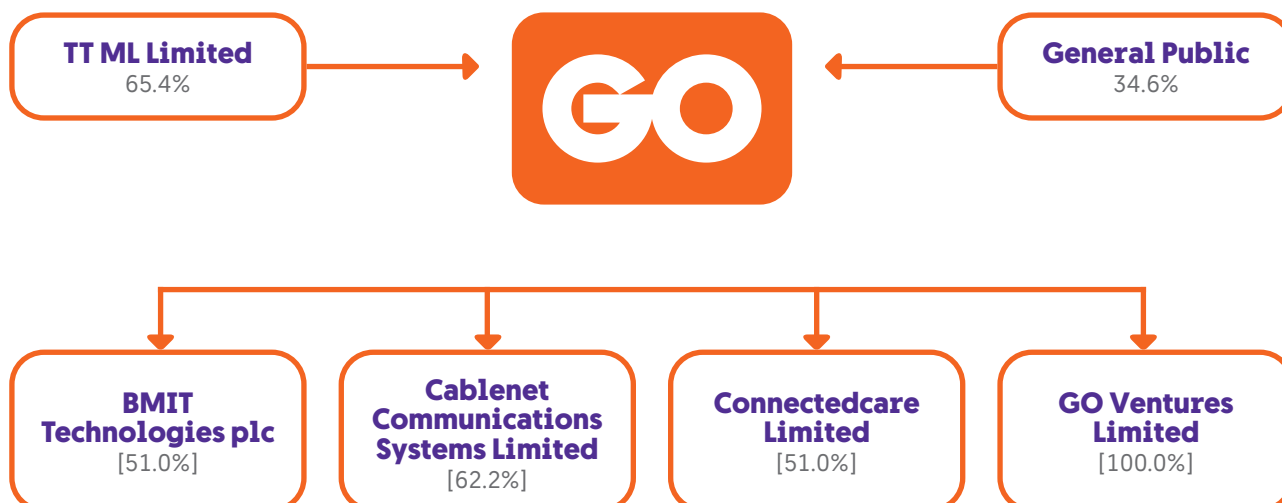 TT ML Limited
65.4%
GO
General Public
34.6%
BMIT
Technologies plc
[51.0%]
Cablenet
Communications
Systems Limited
[62.2%]
Connectedcare
Limited
[51.0%]
GO Ventures
Limited
[100.0%]